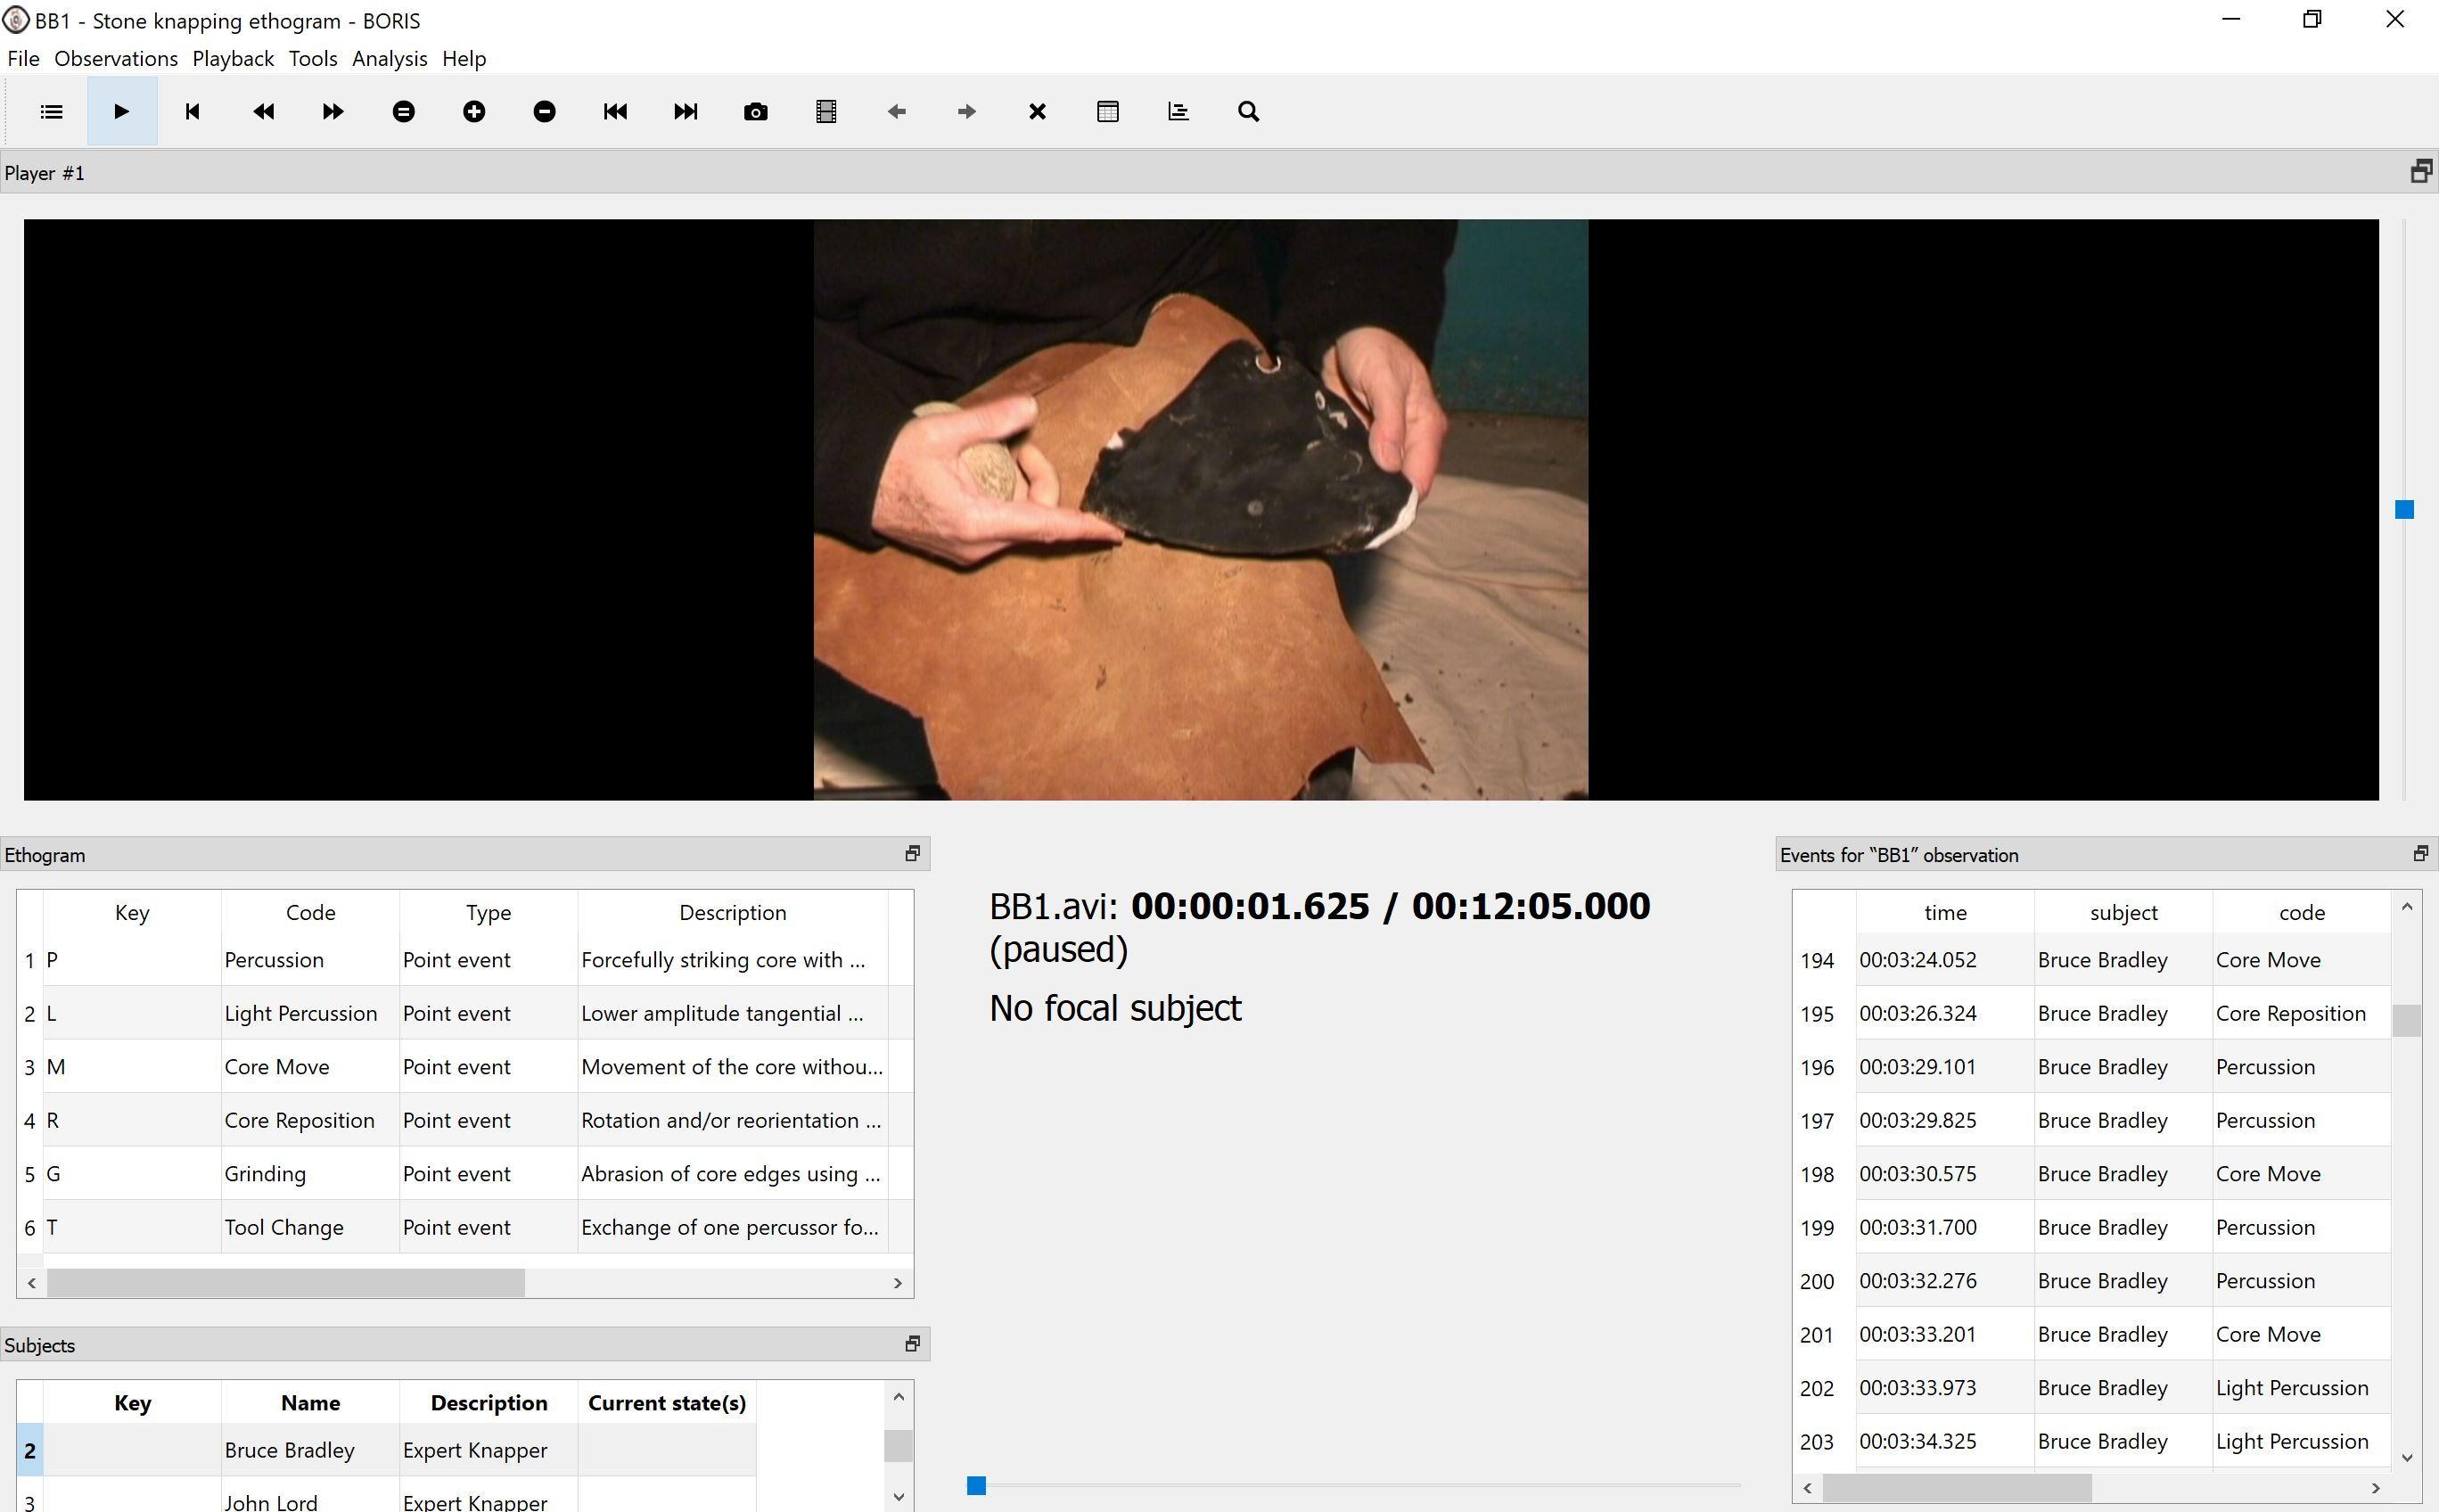 BB1 - Stone knapping ethogram - BORIS
File Observations Playback Tools Analysis Help
Player #1
Ethogram
Key Code Type Description
1 P Percussion Point event Forcefully striking core with ...
2 L Light Percussion Point event Lower amplitude tangential ...
3 M Core Move Point event Movement of the core withou...
4 R Core Reposition Point event Rotation and/or reorientation ...
5 G Grinding Point event Abrasion of core edges using ...
6 T Tool Change Point event Exchange of one percussor fo...
Subjects
Key Name Description Current state(s)
2 Bruce Bradley Expert Knapper
3 John Lord Expert Knapper
BB1.avi: 00:00:01.625 / 00:12:05.000
(paused)
No focal subject
Events for “BB1” observation
time subject code
194 00:03:24.052 Bruce Bradley Core Move
195 00:03:26.324 Bruce Bradley Core Reposition
196 00:03:29.101 Bruce Bradley Percussion
197 00:03:29.825 Bruce Bradley Percussion
198 00:03:30.575 Bruce Bradley Core Move
199 00:03:31.700 Bruce Bradley Percussion
200 00:03:32.276 Bruce Bradley Percussion
201 00:03:33.201 Bruce Bradley Core Move
202 00:03:33.973 Bruce Bradley Light Percussion
203 00:03:34.325 Bruce Bradley Light Percussion